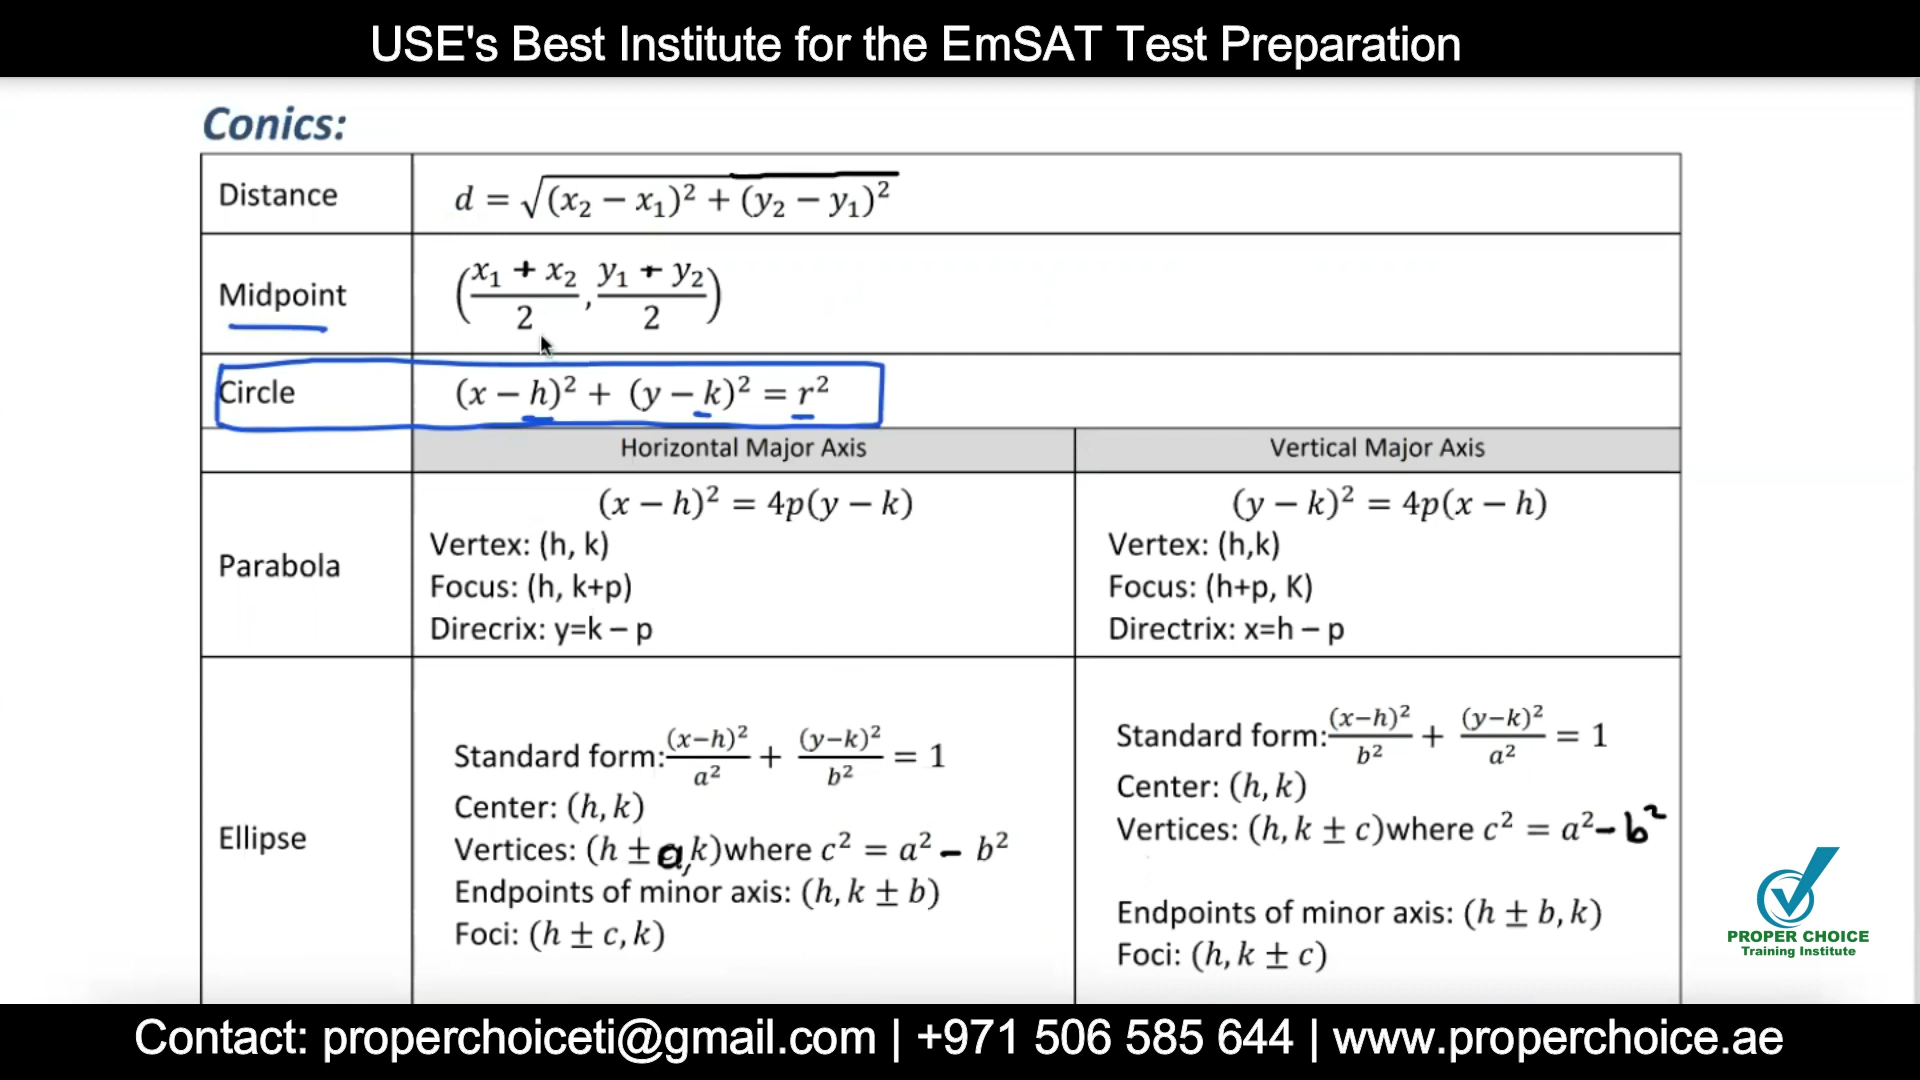 USE's Best Institute for the EmSAT Test Preparation
Conics:
Distance
d = √(x₂ − x₁)² + (y₂ − y₁)²
Midpoint
(x₁ + x₂/2, y₁ + y₂/2)
Circle
(x − h)² + (y − k)² = r²
Horizontal Major Axis
Vertical Major Axis
Parabola
(x − h)² = 4p(y − k)
Vertex: (h, k)
Focus: (h, k+p)
Direcrix: y=k – p
(y − k)² = 4p(x − h)
Vertex: (h,k)
Focus: (h+p, K)
Directrix: x=h – p
Ellipse
Standard form: (x−h)²/a² + (y−k)²/b² = 1
Center: (h, k)
Vertices: (h ± a, k)where c² = a² − b²
Endpoints of minor axis: (h, k ± b)
Foci: (h ± c, k)
Standard form: (x−h)²/b² + (y−k)²/a² = 1
Center: (h, k)
Vertices: (h, k ± c)where c² = a² − b²
Endpoints of minor axis: (h ± b, k)
Foci: (h, k ± c)
PROPER CHOICE
Training Institute
Contact: properchoiceti@gmail.com | +971 506 585 644 | www.properchoice.ae